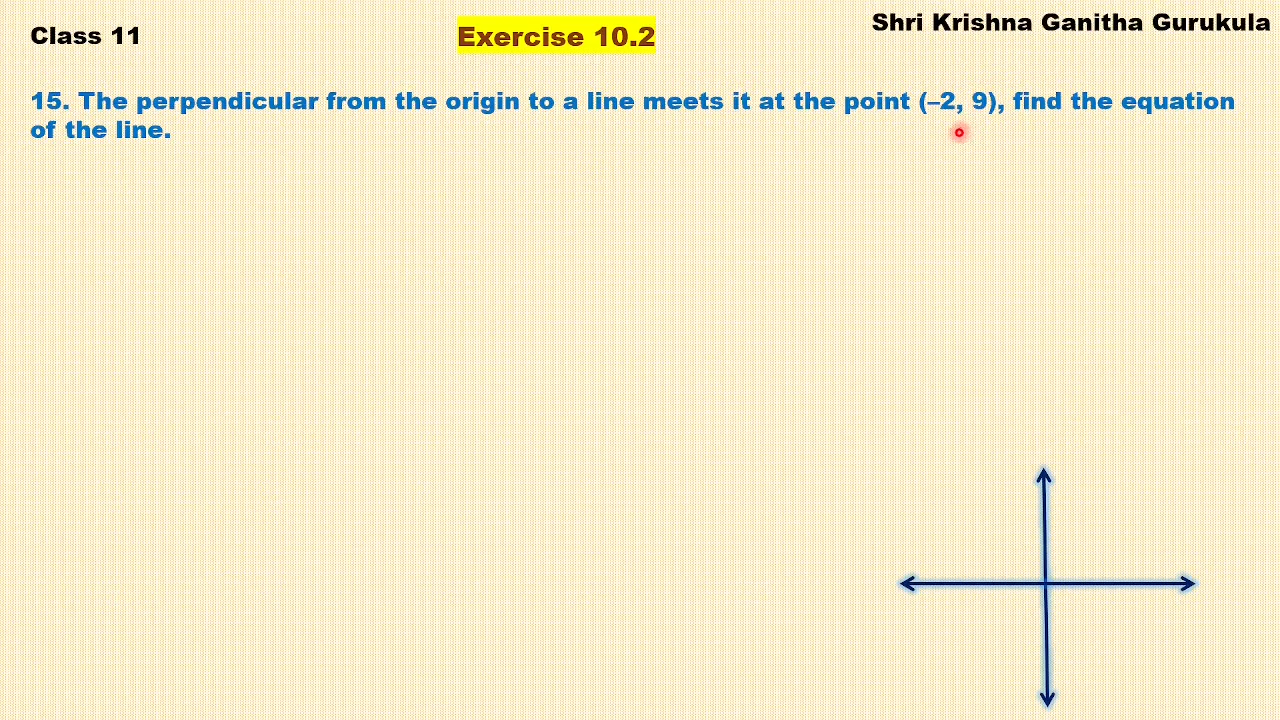 Class 11
Exercise 10.2
Shri Krishna Ganitha Gurukula
15. The perpendicular from the origin to a line meets it at the point (–2, 9), find the equation
of the line.